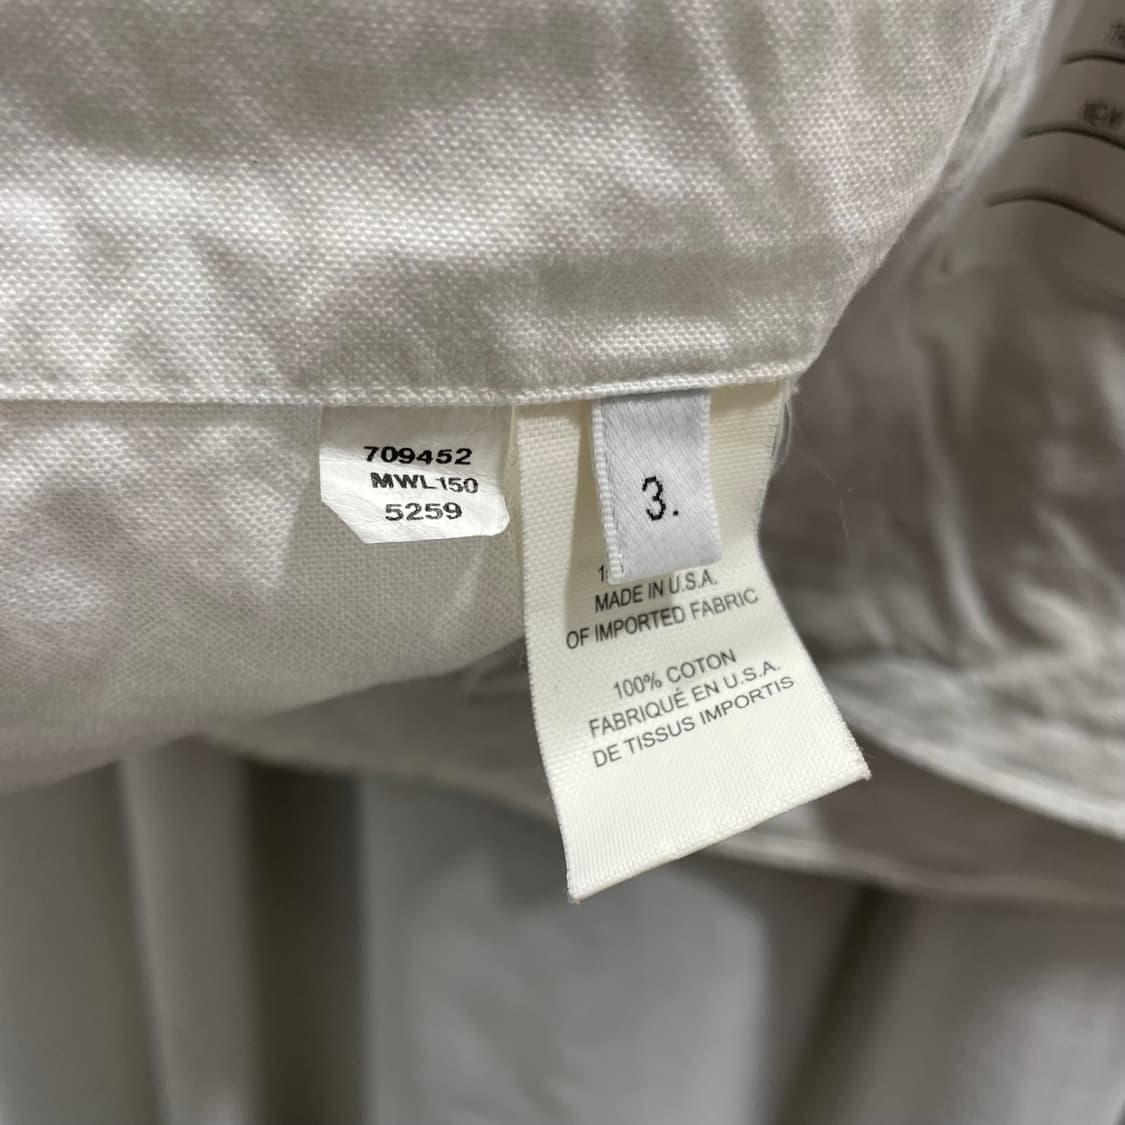 709452
MWL150
5259
3.
MADE IN U.S.A.
OF IMPORTED FABRIC
100% COTON
FABRIQUÉ EN U.S.A.
DE TISSUS IMPORTIS